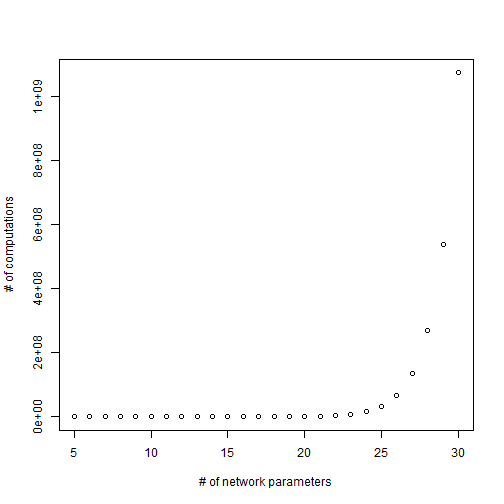 # of computations
1e+09
8e+08
6e+08
4e+08
2e+08
0e+00
5 10 15 20 25 30
# of network parameters